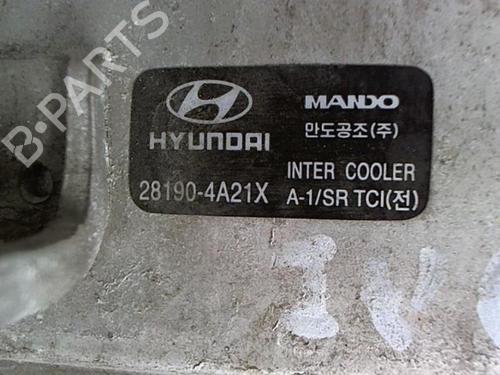 B-PARTS
HYUNDAI
MANDO
만도공조(주)
28190-4A21X
INTER COOLER
A-1/SR TCI(전)